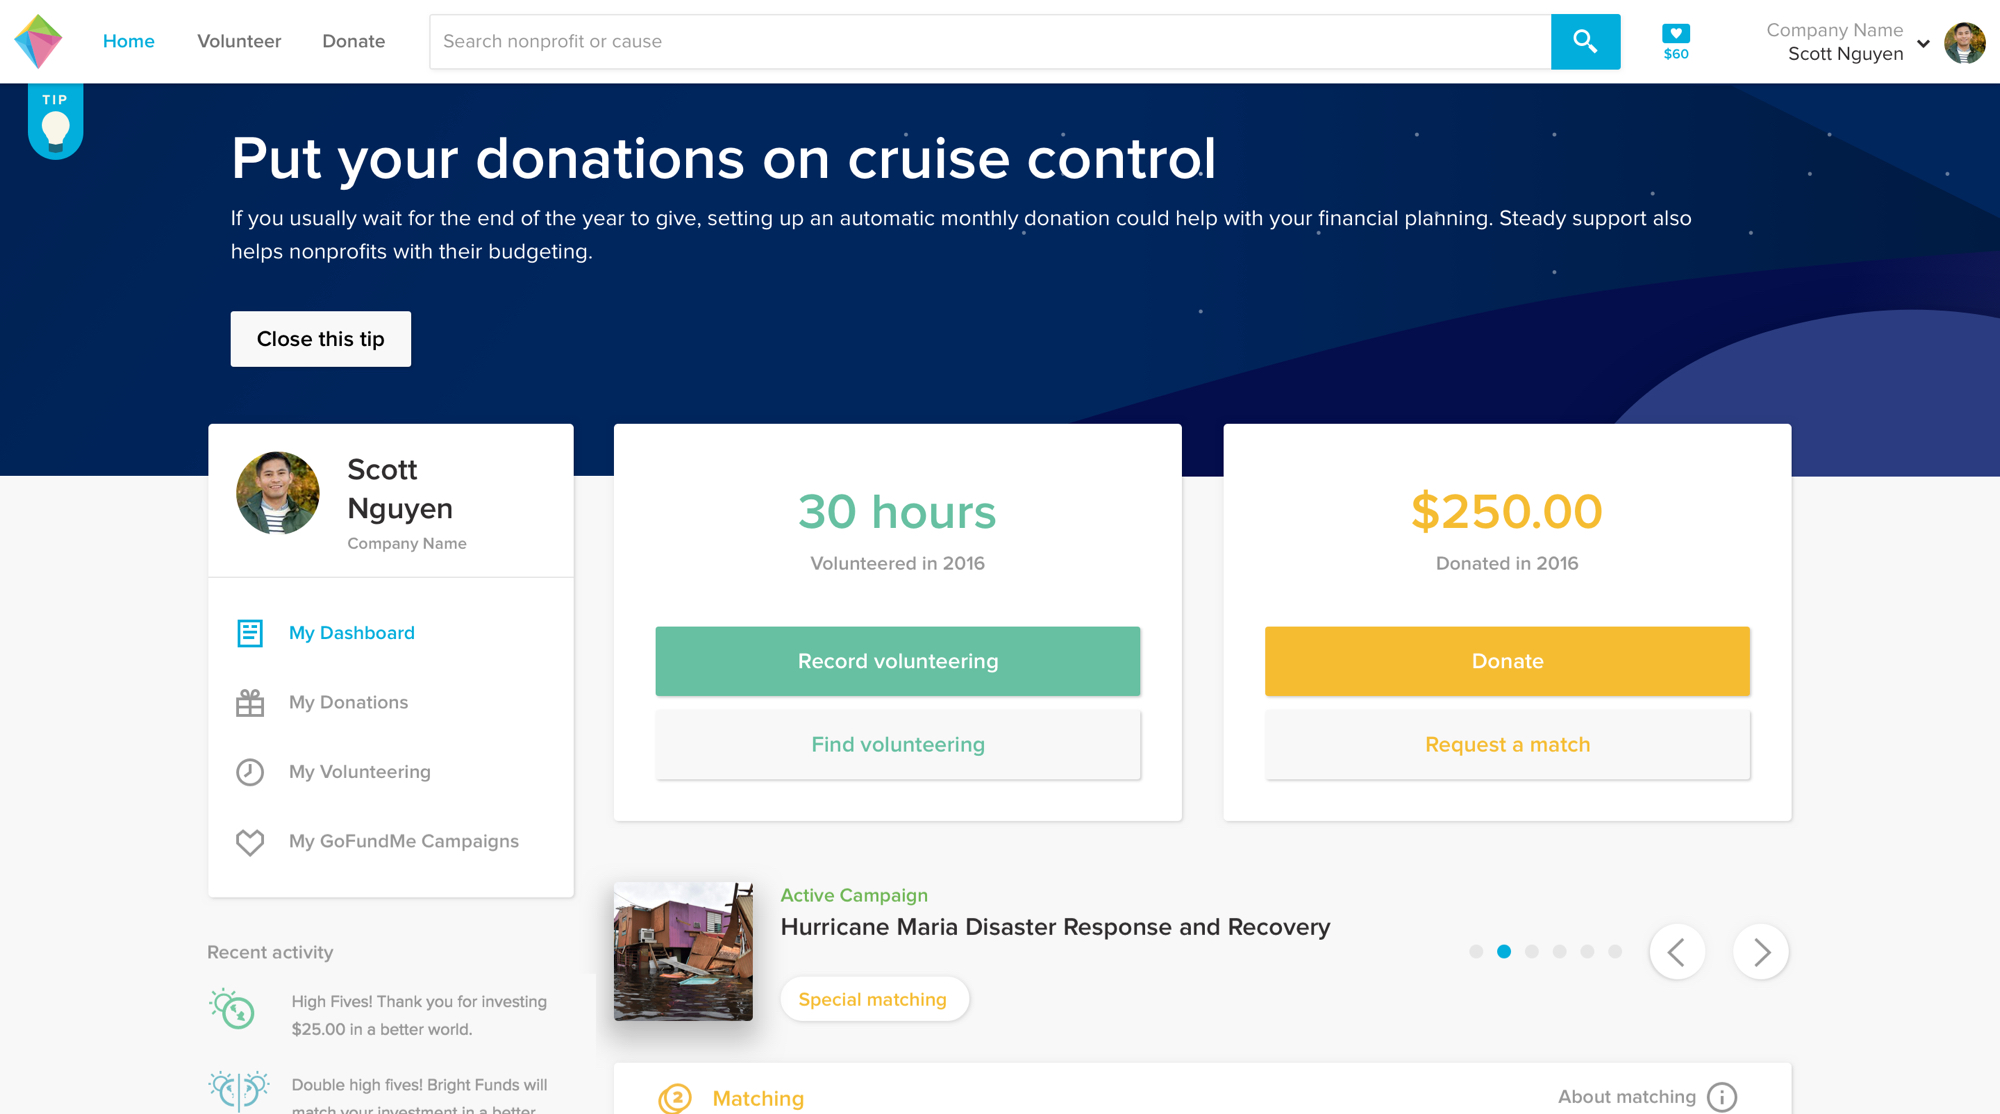 Home
Volunteer
Donate
Search nonprofit or cause
$60
Company Name
Scott Nguyen
TIP
Put your donations on cruise control
If you usually wait for the end of the year to give, setting up an automatic monthly donation could help with your financial planning. Steady support also
helps nonprofits with their budgeting.
Close this tip
Scott
Nguyen
Company Name
My Dashboard
My Donations
My Volunteering
My GoFundMe Campaigns
30 hours
Volunteered in 2016
Record volunteering
Find volunteering
$250.00
Donated in 2016
Donate
Request a match
Active Campaign
Hurricane Maria Disaster Response and Recovery
Special matching
Recent activity
High Fives! Thank you for investing
$25.00 in a better world.
Double high fives! Bright Funds will
match your investment in a better
2
Matching
About matching